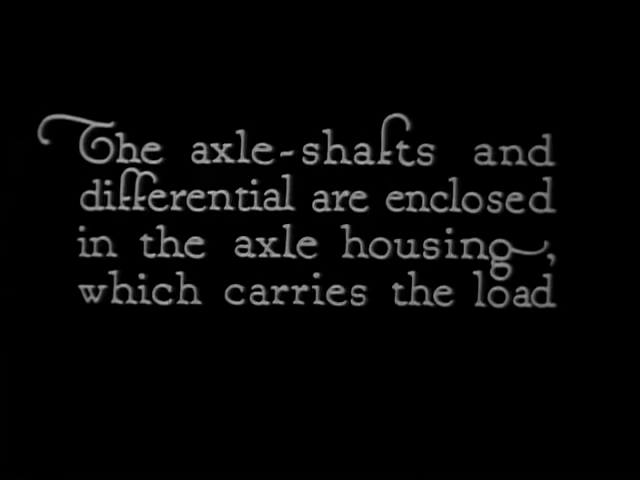 The axle-shafts and
differential are enclosed
in the axle housing,
which carries the load